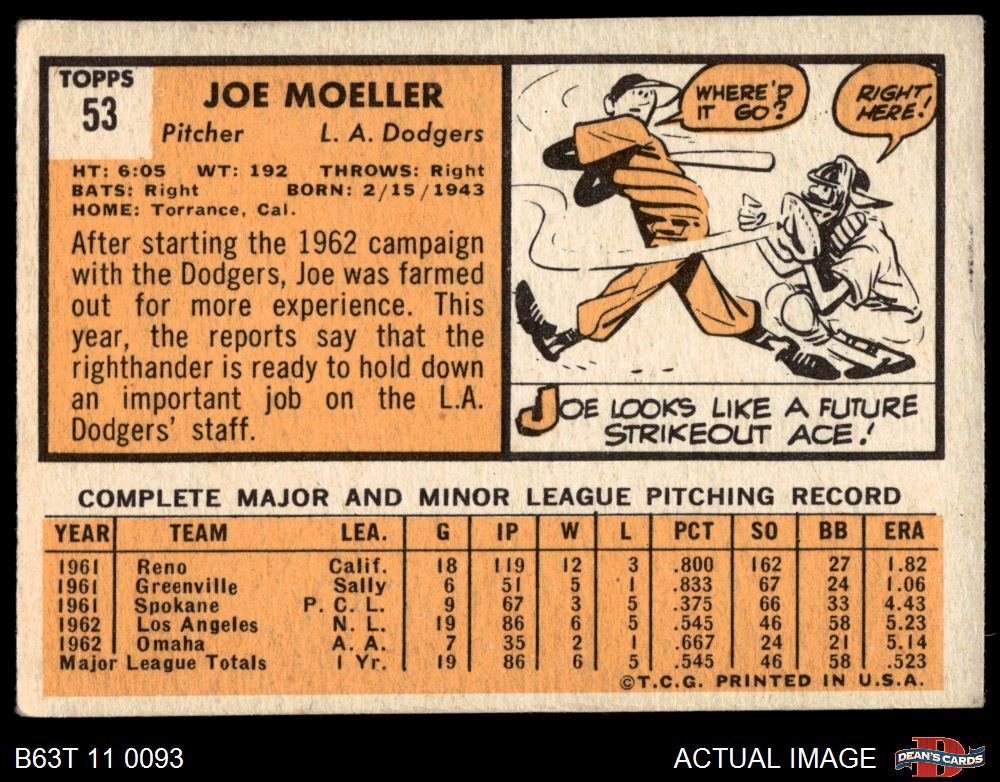 TOPPS
53
JOE MOELLER
Pitcher L. A. Dodgers
HT: 6:05 WT: 192 THROWS: Right
BATS: Right BORN: 2/15/1943
HOME: Torrance, Cal.
After starting the 1962 campaign
with the Dodgers, Joe was farmed
out for more experience. This
year, the reports say that the
righthander is ready to hold down
an important job on the L.A.
Dodgers' staff.
WHERE'D
IT GO?
RIGHT
HERE!
JOE LOOKS LIKE A FUTURE
STRIKEOUT ACE!
COMPLETE MAJOR AND MINOR LEAGUE PITCHING RECORD
YEAR TEAM LEA. G IP W L PCT SO BB ERA
1961 Reno Calif. 18 119 12 3 .800 162 27 1.82
1961 Greenville Sally 6 51 5 1 .833 67 24 1.06
1961 Spokane P. C. L. 9 67 3 5 .375 66 33 4.43
1962 Los Angeles N. L. 19 86 6 5 .545 46 58 5.23
1962 Omaha A. A. 7 35 2 1 .667 24 21 5.14
Major League Totals 1 Yr. 19 86 6 5 .545 46 58 .523
©T.C.G. PRINTED IN U.S.A.
B63T 11 0093 ACTUAL IMAGE
D
DEAN'S CARDS